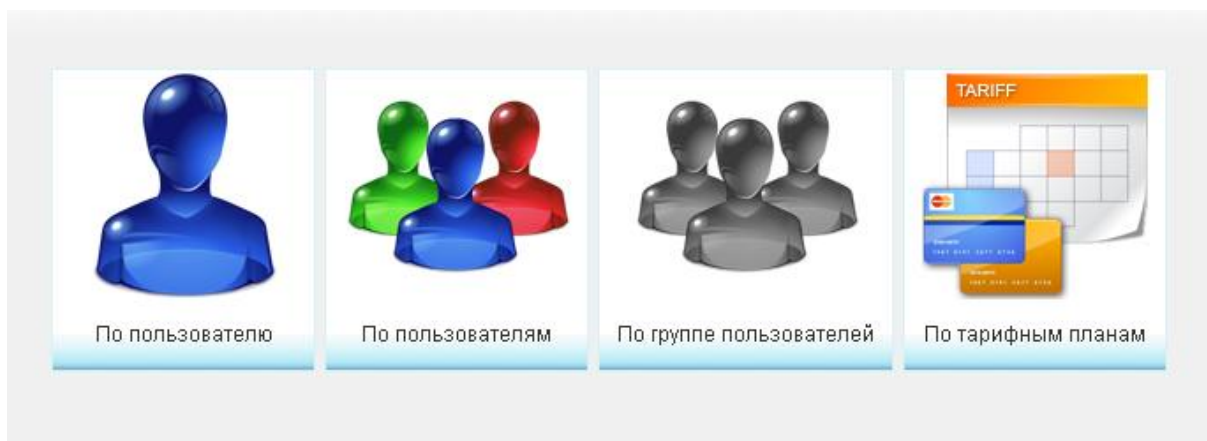 TARIFF
По пользователю
По пользователям
По группе пользователей
По тарифным планам